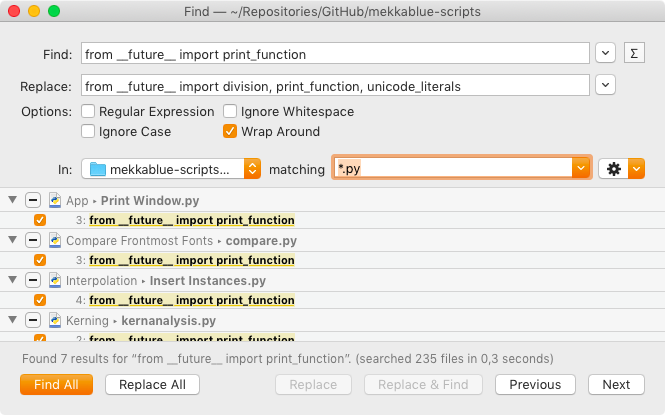 Find — ~/Repositories/GitHub/mekkablue-scripts
Find: from __future__ import print_function
Σ
Replace: from __future__ import division, print_function, unicode_literals
Options: Regular Expression Ignore Whitespace
Ignore Case Wrap Around
In: mekkablue-scripts... matching *.py
App ▸ Print Window.py
3: from __future__ import print_function
Compare Frontmost Fonts ▸ compare.py
3: from __future__ import print_function
Interpolation ▸ Insert Instances.py
4: from __future__ import print_function
Kerning ▸ kernanalysis.py
2: from __future__ import print_function
Found 7 results for “from __future__ import print_function”. (searched 235 files in 0,3 seconds)
Find All Replace All Replace Replace & Find Previous Next